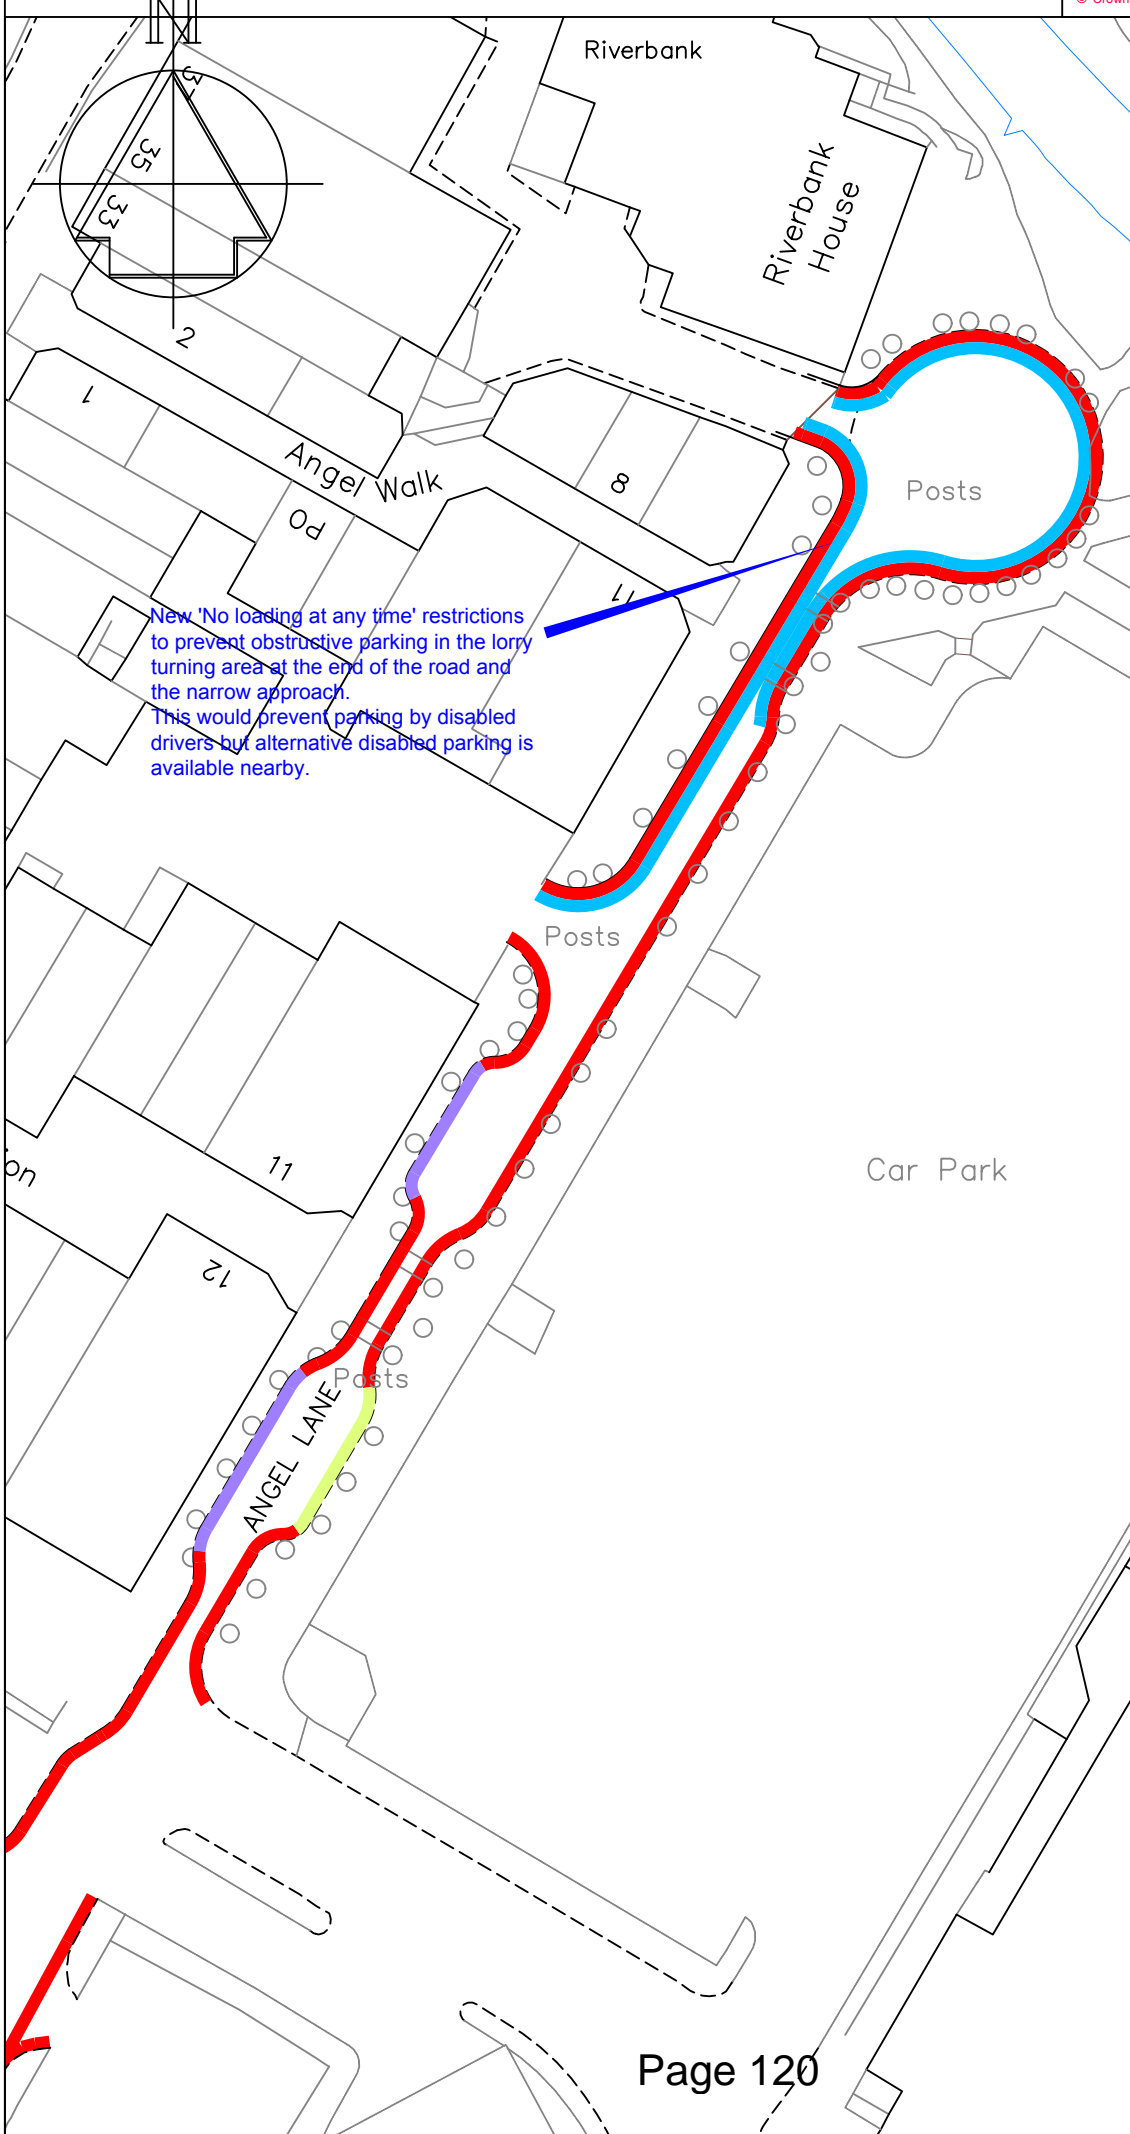 © Crown
N
Riverbank
Riverbank
House
35
33
2
1
Angel Walk
8
PO
11
Posts
New 'No loading at any time' restrictions
to prevent obstructive parking in the lorry
turning area at the end of the road and
the narrow approach.
This would prevent parking by disabled
drivers but alternative disabled parking is
available nearby.
Posts
Car Park
11
12
Posts
ANGEL LANE
Page 120